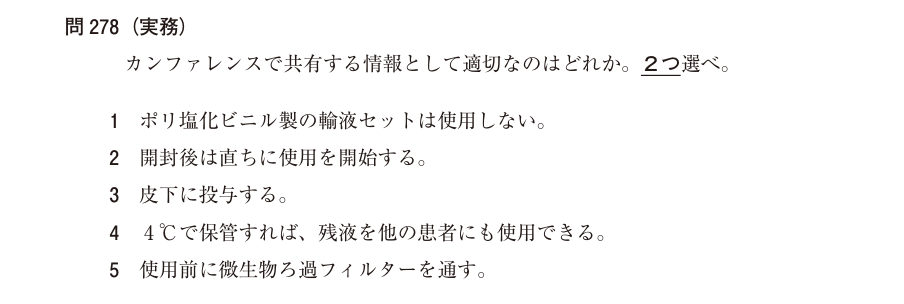 問 278（実務）
カンファレンスで共有する情報として適切なのはどれか。２つ選べ。
1 ポリ塩化ビニル製の輸液セットは使用しない。
2 開封後は直ちに使用を開始する。
3 皮下に投与する。
4 ４℃で保管すれば、残液を他の患者にも使用できる。
5 使用前に微生物ろ過フィルターを通す。